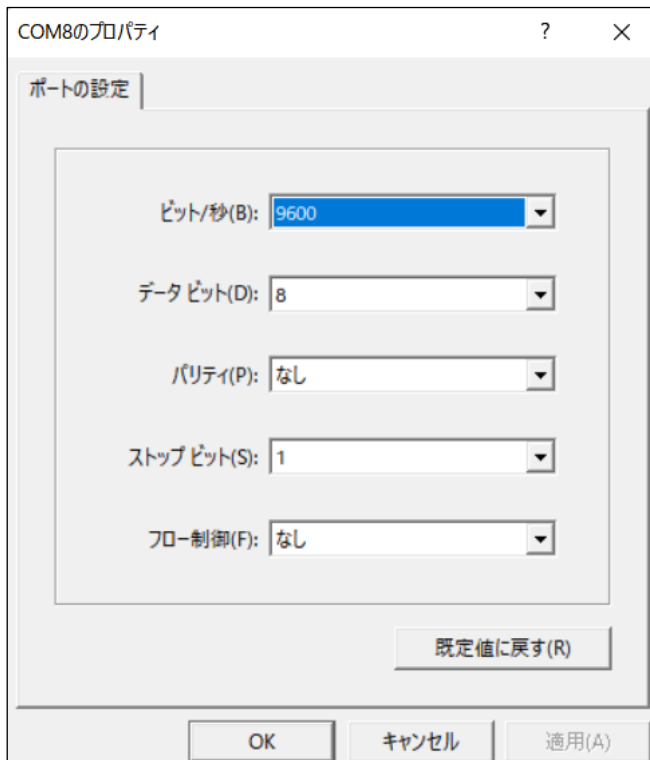 COM8のプロパティ ?
ポートの設定
ビット/秒(B): 9600
データ ビット(D): 8
パリティ(P): なし
ストップ ビット(S): 1
フロー制御(F): なし
既定値に戻す(R)
OK キャンセル 適用(A)